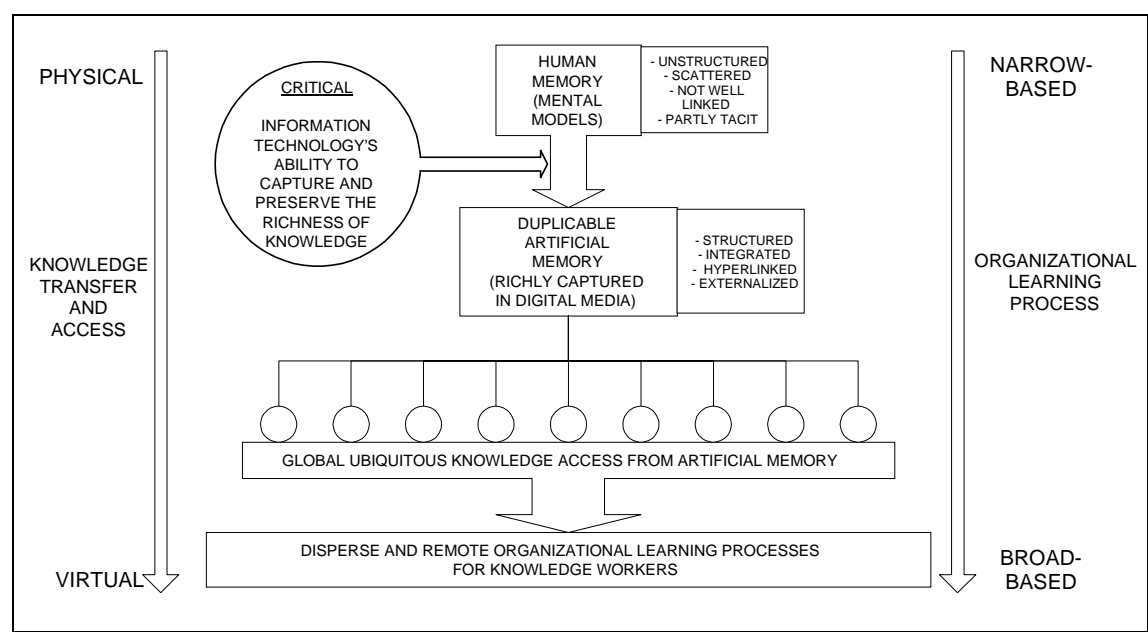 PHYSICAL
KNOWLEDGE
TRANSFER
AND
ACCESS
VIRTUAL
CRITICAL
INFORMATION
TECHNOLOGY'S
ABILITY TO
CAPTURE AND
PRESERVE THE
RICHNESS OF
KNOWLEDGE
HUMAN
MEMORY
(MENTAL
MODELS)
- UNSTRUCTURED
- SCATTERED
- NOT WELL
LINKED
- PARTLY TACIT
DUPLICABLE
ARTIFICIAL
MEMORY
(RICHLY CAPTURED
IN DIGITAL MEDIA)
- STRUCTURED
- INTEGRATED
- HYPERLINKED
- EXTERNALIZED
GLOBAL UBIQUITOUS KNOWLEDGE ACCESS FROM ARTIFICIAL MEMORY
DISPERSE AND REMOTE ORGANIZATIONAL LEARNING PROCESSES
FOR KNOWLEDGE WORKERS
NARROW-
BASED
ORGANIZATIONAL
LEARNING
PROCESS
BROAD-
BASED